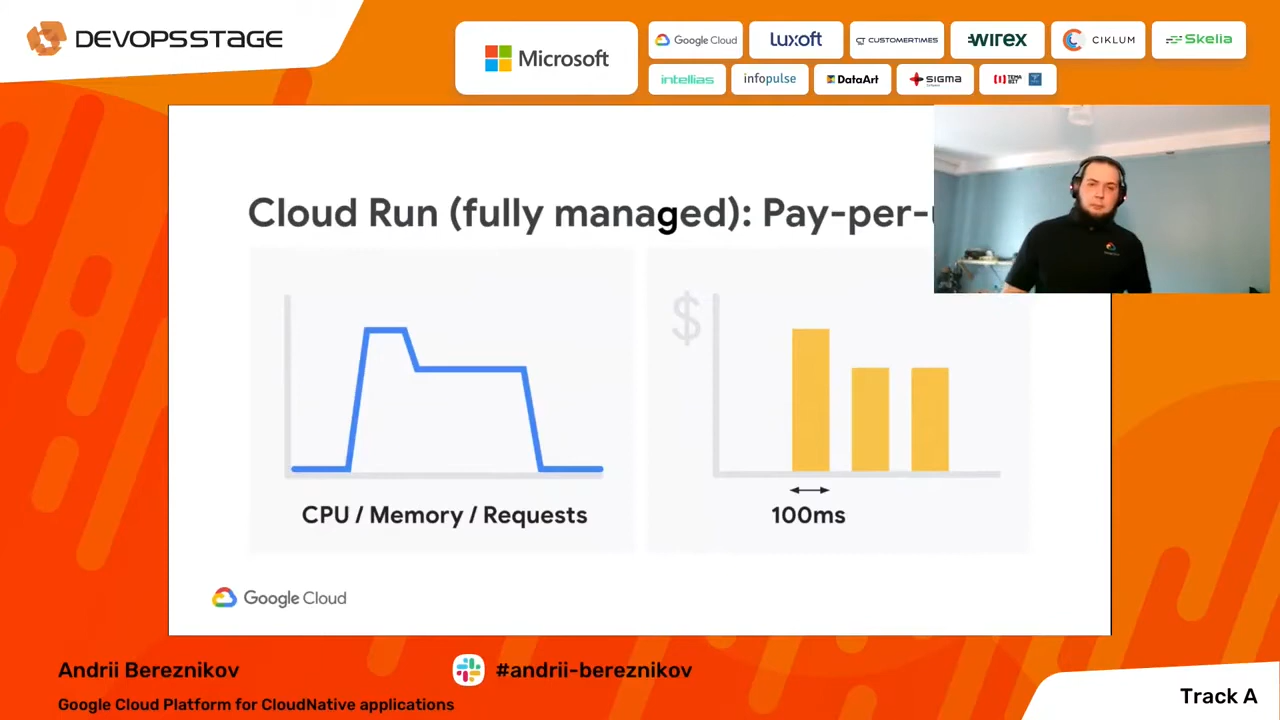 DEVOPSSTAGE
Microsoft
Google Cloud
Luxoft
CUSTOMERTIMES
WIREX
CIKLUM
Skelia
intellias
infopulse
DataArt
SIGMA
Cloud Run (fully managed): Pay-per-
$
CPU / Memory / Requests
100ms
Google Cloud
Andrii Bereznikov
#andrii-bereznikov
Google Cloud Platform for CloudNative applications
Track A